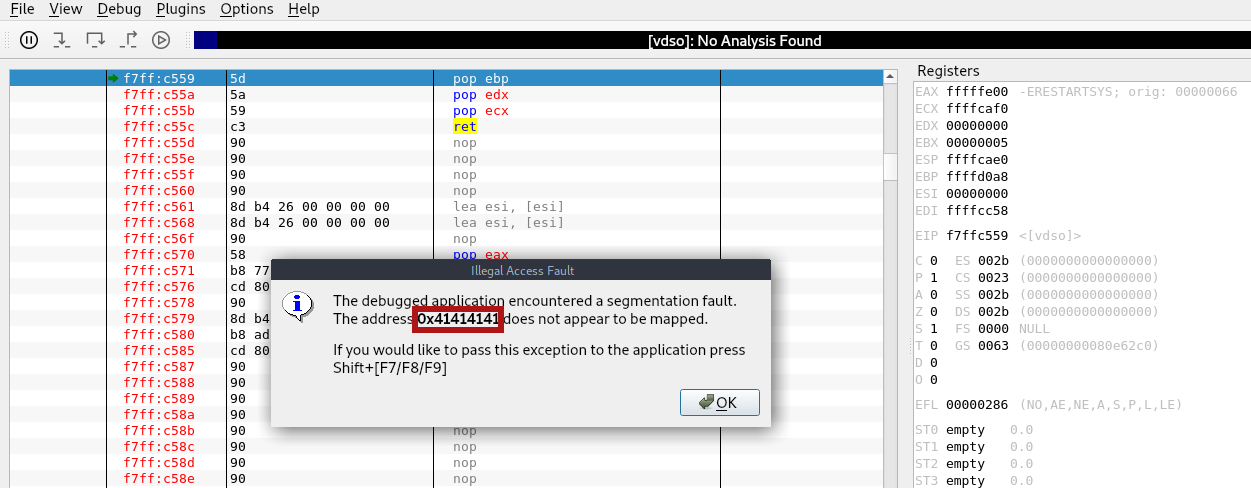 File View Debug Plugins Options Help
[vdso]: No Analysis Found
f7ff:c559 5d pop ebp
f7ff:c55a 5a pop edx
f7ff:c55b 59 pop ecx
f7ff:c55c c3 ret
f7ff:c55d 90 nop
f7ff:c55e 90 nop
f7ff:c55f 90 nop
f7ff:c560 90 nop
f7ff:c561 8d b4 26 00 00 00 00 lea esi, [esi]
f7ff:c568 8d b4 26 00 00 00 00 lea esi, [esi]
f7ff:c56f 90 nop
f7ff:c570 58 pop eax
f7ff:c571 b8 77
f7ff:c576 cd 80
f7ff:c578 90
f7ff:c579 8d b4
f7ff:c580 b8 ad
f7ff:c585 cd 80
f7ff:c587 90
f7ff:c588 90
f7ff:c589 90
f7ff:c58a 90
f7ff:c58b 90 nop
f7ff:c58c 90 nop
f7ff:c58d 90 nop
f7ff:c58e 90 nop
Illegal Access Fault
The debugged application encountered a segmentation fault.
The address 0x41414141 does not appear to be mapped.
If you would like to pass this exception to the application press
Shift+[F7/F8/F9]
OK
Registers
EAX fffffe00 -ERESTARTSYS; orig: 00000066
ECX ffffcaf0
EDX 00000000
EBX 00000005
ESP ffffcae0
EBP ffffd0a8
ESI 00000000
EDI ffffcc58
EIP f7ffc559 <[vdso]>
C 0 ES 002b (0000000000000000)
P 1 CS 0023 (0000000000000000)
A 0 SS 002b (0000000000000000)
Z 0 DS 002b (0000000000000000)
S 1 FS 0000 NULL
T 0 GS 0063 (00000000080e62c0)
D 0
O 0
EFL 00000286 (NO,AE,NE,A,S,P,L,LE)
ST0 empty 0.0
ST1 empty 0.0
ST2 empty 0.0
ST3 empty 0.0